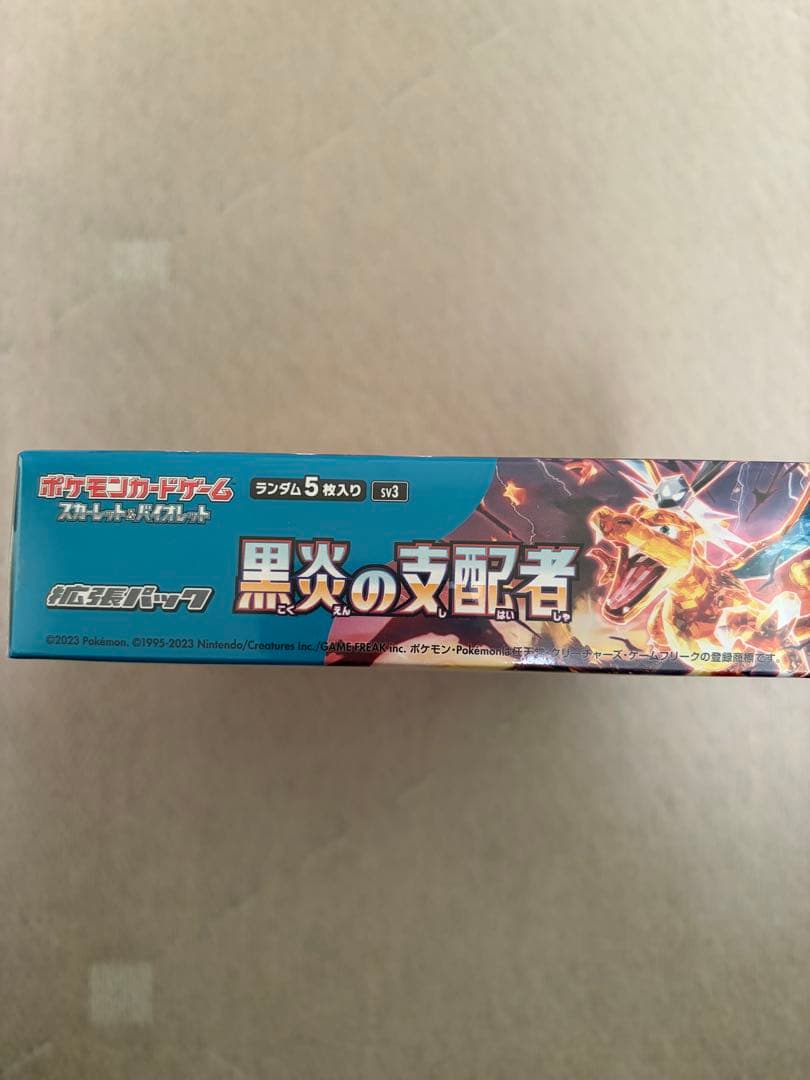 ポケモンカードゲーム
スカーレット&バイオレット
ランダム5枚入り
SV3
拡張パック
黒炎の支配者
こく えん し はい しゃ
©2023 Pokémon. ©1995-2023 Nintendo/Creatures Inc./GAME FREAK inc. ポケモン・Pokémonは任天堂・クリーチャーズ・ゲームフリークの登録商標です。